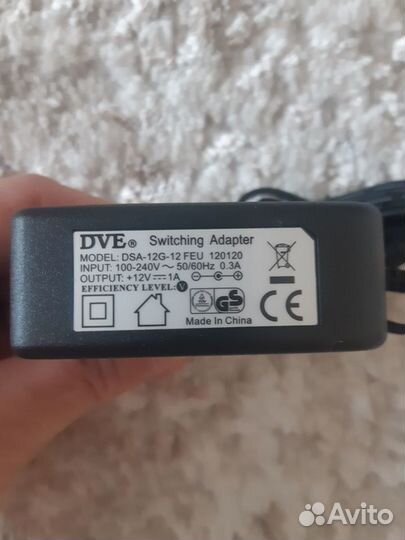 DVE® Switching Adapter
MODEL: DSA-12G-12 FEU 120120
INPUT: 100-240V ~ 50/60Hz 0.3A
OUTPUT: +12V ⎓ 1A
EFFICIENCY LEVEL: V
GS
CE
Made In China
Avito